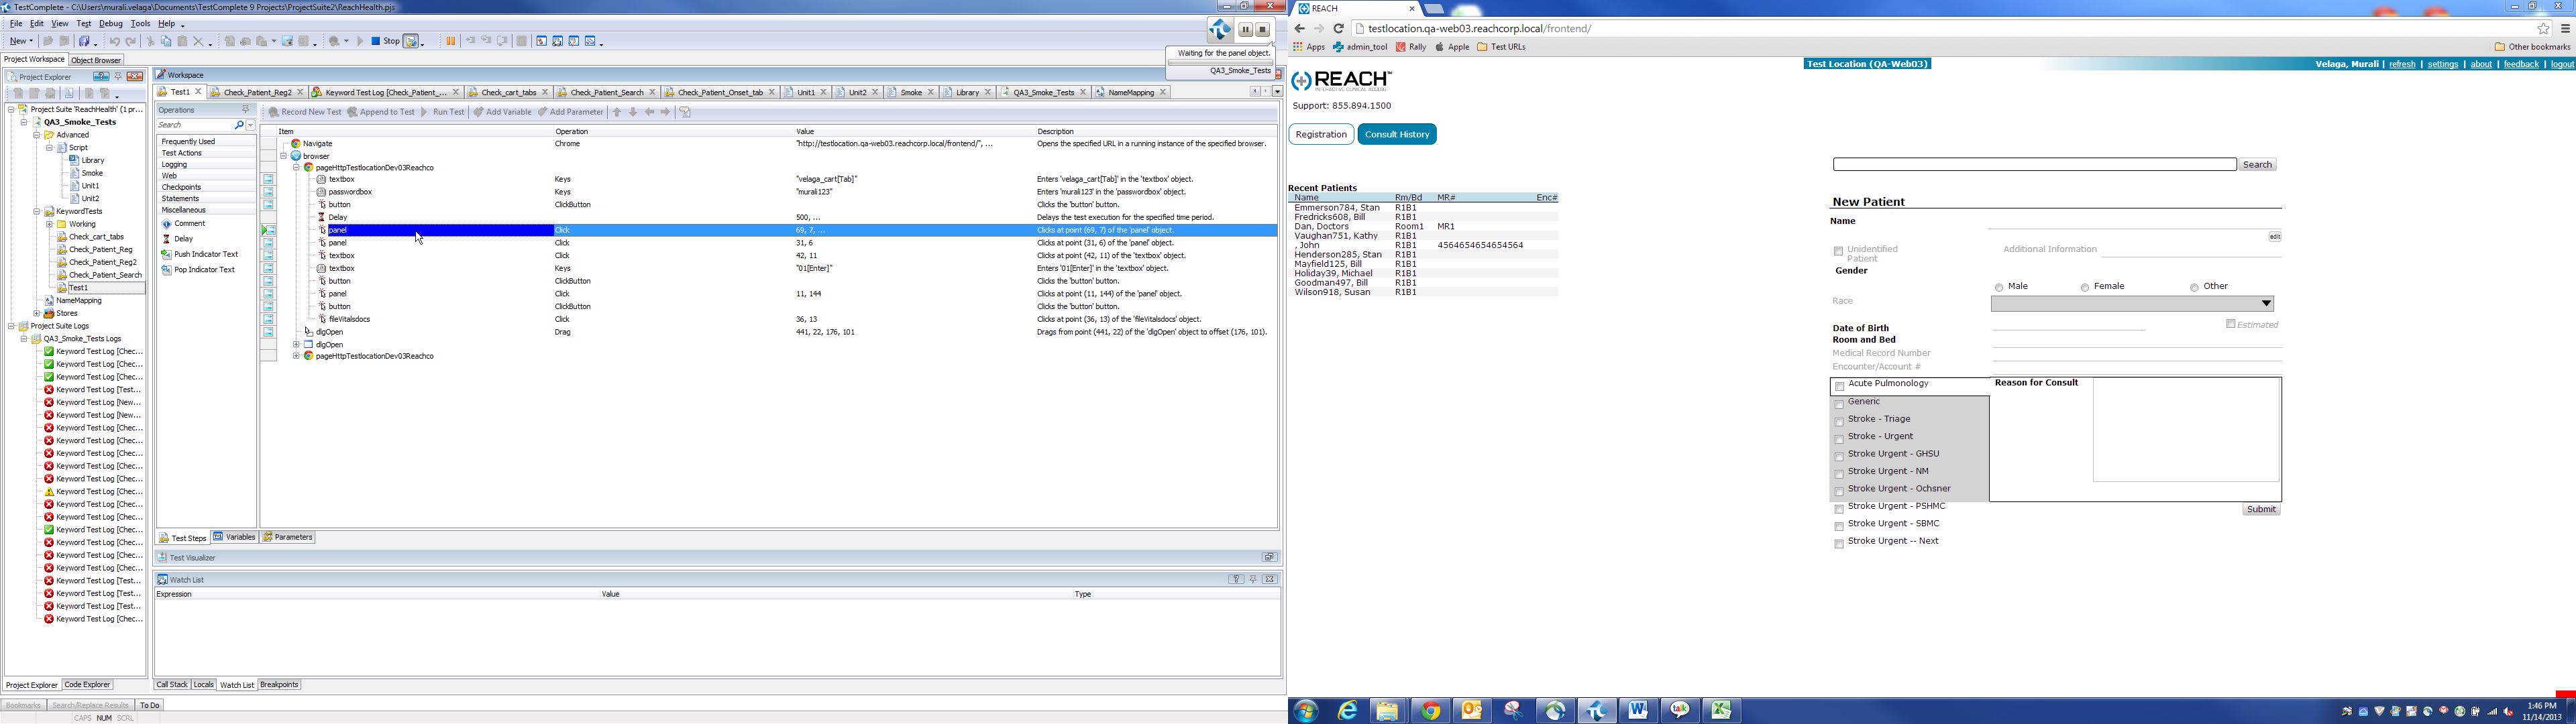 TestComplete - C:\Users\murali.velaga\Documents\TestComplete 9 Projects\ProjectSuite2\ReachHealth.pjs
File Edit View Test Debug Tools Help
New Stop
Waiting for the panel object.
QA3_Smoke_Tests
Project Workspace Object Browser
Project Explorer
Project Suite 'ReachHealth' (1 pr...
QA3_Smoke_Tests
Advanced
Script
Library
Smoke
Unit1
Unit2
KeywordTests
Working
Check_cart_tabs
Check_Patient_Reg
Check_Patient_Reg2
Check_Patient_Search
Test1
NameMapping
Stores
Project Suite Logs
QA3_Smoke_Tests Logs
Keyword Test Log [Chec...
Keyword Test Log [Chec...
Keyword Test Log [Chec...
Keyword Test Log [Test...
Keyword Test Log [New...
Keyword Test Log [New...
Keyword Test Log [Chec...
Keyword Test Log [Chec...
Keyword Test Log [Chec...
Keyword Test Log [Chec...
Keyword Test Log [Chec...
Keyword Test Log [Chec...
Keyword Test Log [Chec...
Keyword Test Log [Chec...
Keyword Test Log [Chec...
Keyword Test Log [Chec...
Keyword Test Log [Chec...
Keyword Test Log [Chec...
Keyword Test Log [Test...
Keyword Test Log [Test...
Keyword Test Log [Test...
Keyword Test Log [Chec...
Project Explorer Code Explorer
Workspace
Test1 Check_Patient_Reg2 Keyword Test Log [Check_Patient_... Check_cart_tabs Check_Patient_Search Check_Patient_Onset_tab Unit1 Unit2 Smoke Library QA3_Smoke_Tests NameMapping
Operations
Search
Frequently Used
Test Actions
Logging
Web
Checkpoints
Statements
Miscellaneous
Comment
Delay
Push Indicator Text
Pop Indicator Text
Record New Test Append to Test Run Test Add Variable Add Parameter
Item Operation Value Description
Navigate Chrome "http://testlocation.qa-web03.reachcorp.local/frontend/", ... Opens the specified URL in a running instance of the specified browser.
browser
pageHttpTestlocationDev03Reachco
textbox Keys "velaga_cart[Tab]" Enters 'velaga_cart[Tab]' in the 'textbox' object.
passwordbox Keys "murali123" Enters 'murali123' in the 'passwordbox' object.
button ClickButton Clicks the 'button' button.
Delay 500, ... Delays the test execution for the specified time period.
panel Click 69, 7, ... Clicks at point (69, 7) of the 'panel' object.
panel Click 31, 6 Clicks at point (31, 6) of the 'panel' object.
textbox Click 42, 11 Clicks at point (42, 11) of the 'textbox' object.
textbox Keys "01[Enter]" Enters '01[Enter]' in the 'textbox' object.
button ClickButton Clicks the 'button' button.
panel Click 11, 144 Clicks at point (11, 144) of the 'panel' object.
button ClickButton Clicks the 'button' button.
fileVitalsdocs Click 36, 13 Clicks at point (36, 13) of the 'fileVitalsdocs' object.
dlgOpen Drag 441, 22, 176, 101 Drags from point (441, 22) of the 'dlgOpen' object to offset (176, 101).
dlgOpen
pageHttpTestlocationDev03Reachco
Test Steps Variables Parameters
Test Visualizer
Watch List
Expression Value Type
Call Stack Locals Watch List Breakpoints
Bookmarks Search/Replace Results To Do
CAPS NUM SCRL
REACH
testlocation.qa-web03.reachcorp.local/frontend/
Apps admin_tool Rally Apple Test URLs Other bookmarks
Test Location (QA-Web03) Velaga, Murali | refresh | settings | about | feedback | logout
REACH™
INTERACTIVE CLINICAL ACCESS
Support: 855.894.1500
Registration Consult History
Search
Recent Patients
Name Rm/Bd MR# Enc#
Emmerson784, Stan R1B1
Fredricks608, Bill R1B1
Dan, Doctors Room1 MR1
Vaughan751, Kathy R1B1
, John R1B1 4564654654654564
Henderson285, Stan R1B1
Mayfield125, Bill R1B1
Holiday39, Michael R1B1
Goodman497, Bill R1B1
Wilson918, Susan R1B1
New Patient
Name
edit
Unidentified Patient Additional Information
Gender
Male Female Other
Race
Date of Birth Estimated
Room and Bed
Medical Record Number
Encounter/Account #
Acute Pulmonology Reason for Consult
Generic
Stroke - Triage
Stroke - Urgent
Stroke Urgent - GHSU
Stroke Urgent - NM
Stroke Urgent - Ochsner
Stroke Urgent - PSHMC
Stroke Urgent - SBMC
Stroke Urgent -- Next
Submit
talk
1:46 PM
11/14/2013